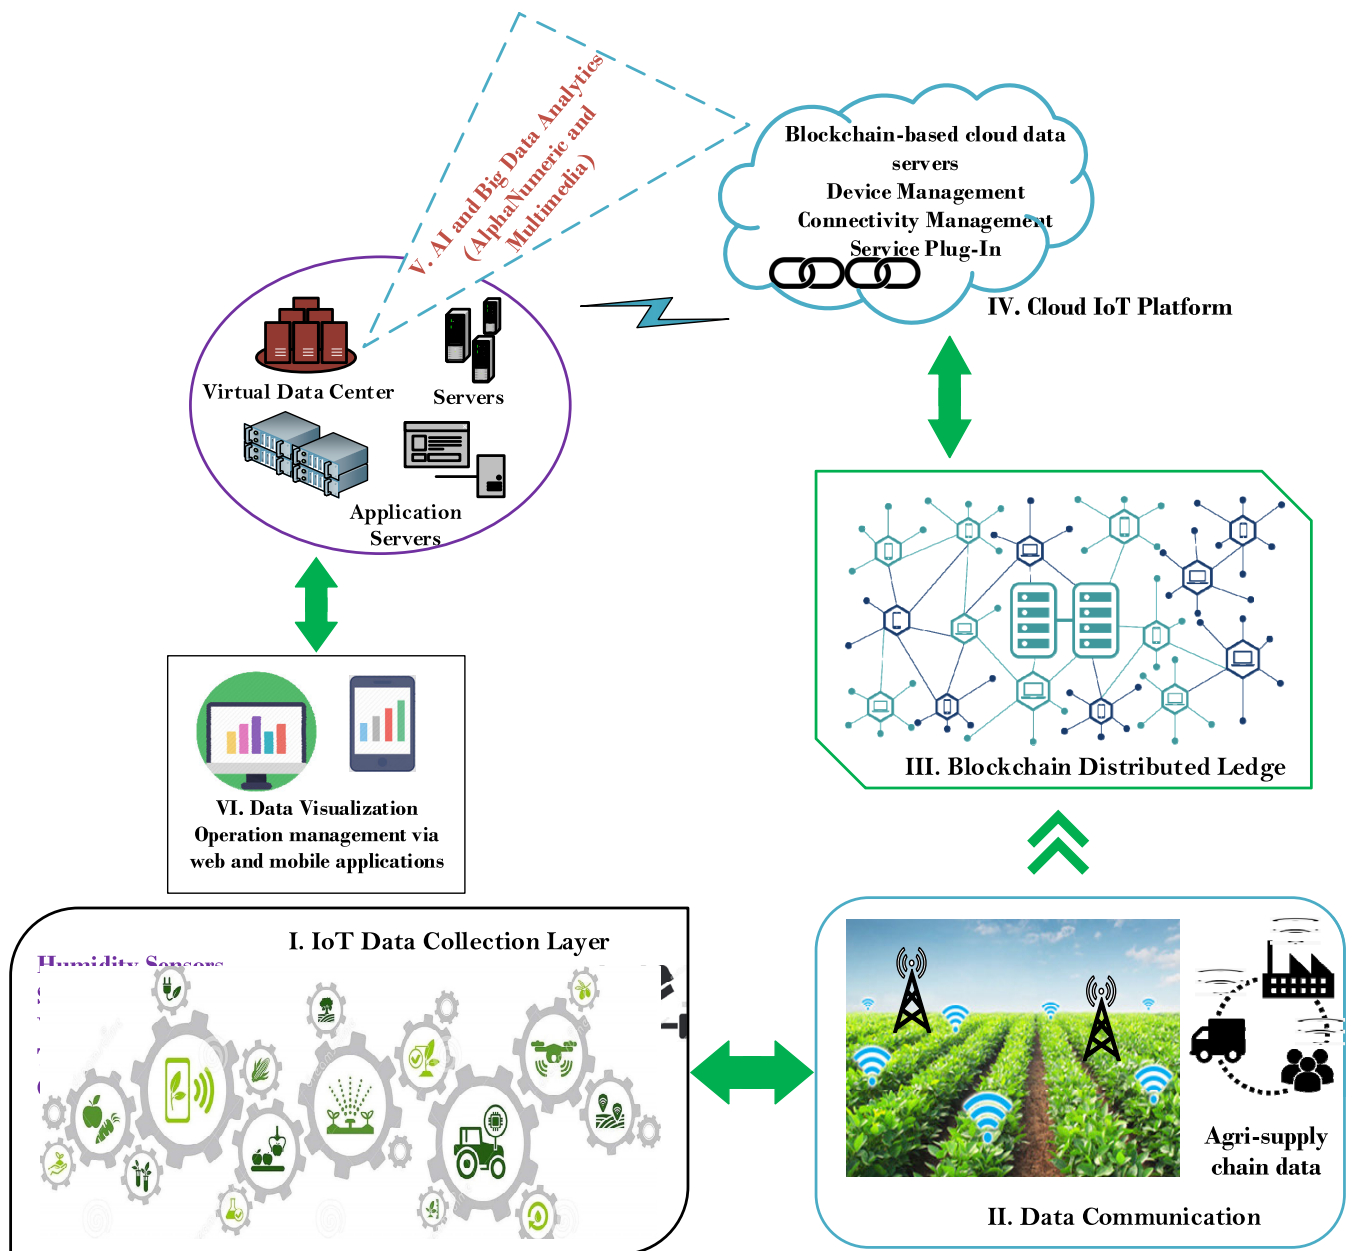 V. AI and Big Data Analytics
(AlphaNumeric and
Multimedia)
Blockchain-based cloud data
servers
Device Management
Connectivity Management
Service Plug-In
IV. Cloud IoT Platform
Virtual Data Center
Servers
Application
Servers
III. Blockchain Distributed Ledge
VI. Data Visualization
Operation management via
web and mobile applications
I. IoT Data Collection Layer
Humidity Sensors
Agri-supply
chain data
II. Data Communication